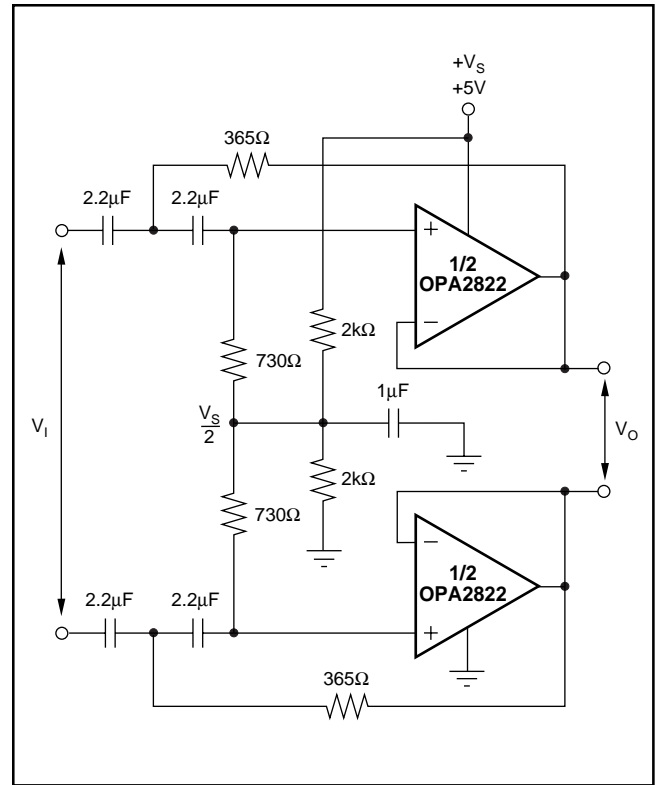 +V_S
+5V
365Ω
2.2μF 2.2μF
+
1/2
OPA2822
−
2kΩ
730Ω
1μF
V_S
2
V_I
V_O
2kΩ
730Ω
−
1/2
OPA2822
2.2μF 2.2μF
+
365Ω